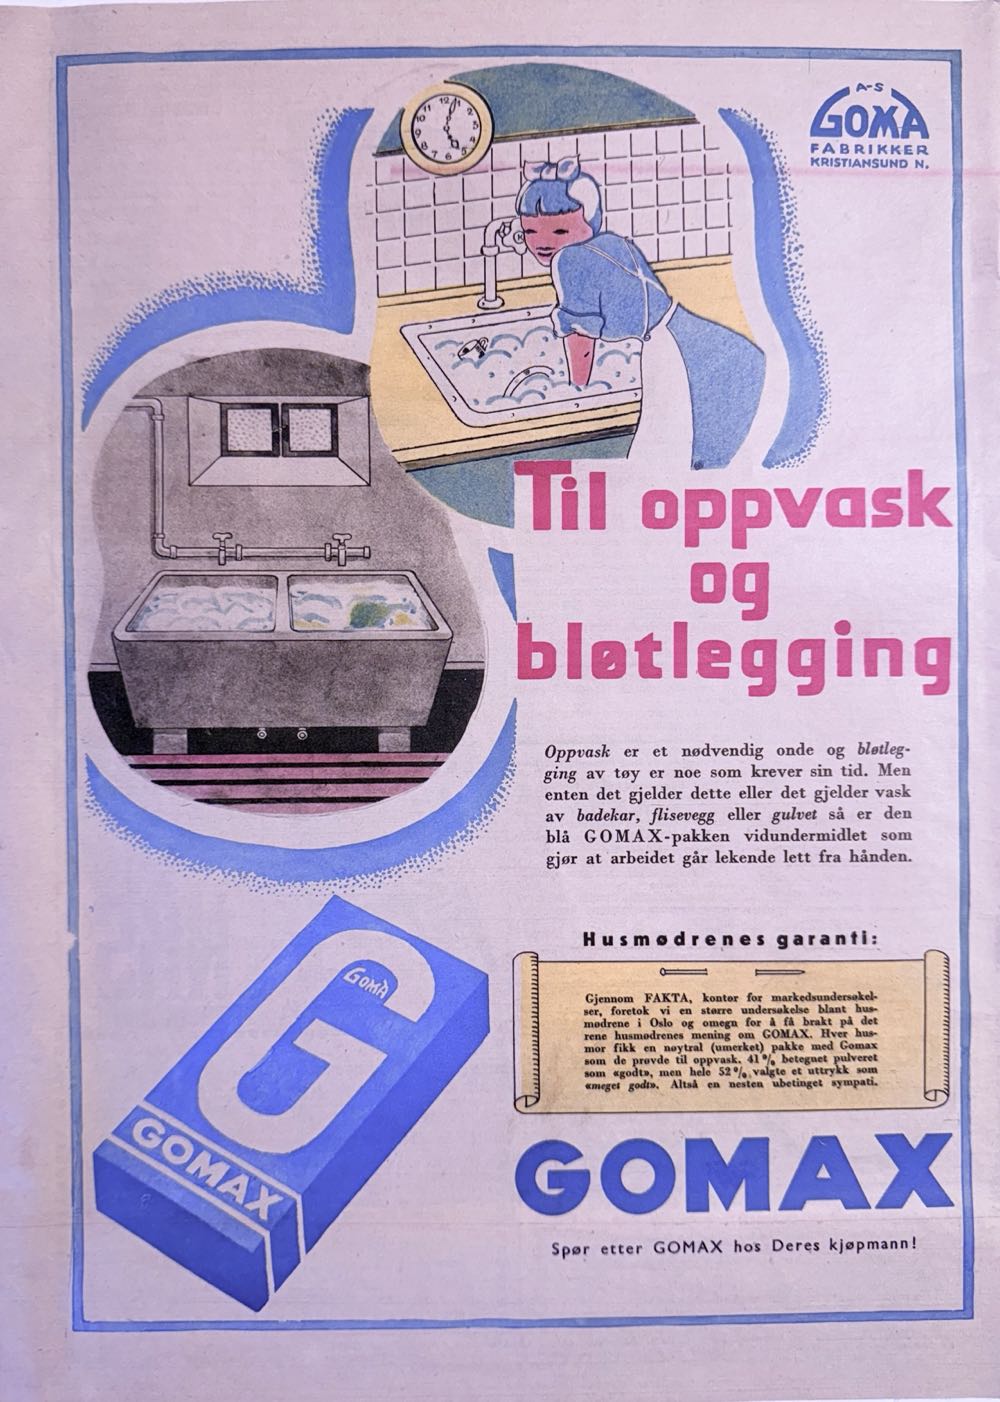 A-S
GOMA
FABRIKKER
KRISTIANSUND N.
Til oppvask
og
bløtlegging
Oppvask er et nødvendig onde og bløtleg-
ging av tøy er noe som krever sin tid. Men
enten det gjelder dette eller det gjelder vask
av badekar, flisevegg eller gulvet så er den
blå GOMAX-pakken vidundermidlet som
gjør at arbeidet går lekende lett fra hånden.
Husmødrenes garanti:
Gjennom FAKTA, kontor for markedsundersøkel-
ser, foretok vi en større undersøkelse blant hus-
mødrene i Oslo og omegn for å få brakt på det
rene husmødrenes mening om GOMAX. Hver hus-
mor fikk en nøytral (umerket) pakke med Gomax
som de prøvde til oppvask. 41 % betegnet pulveret
som «godt», men hele 52 % valgte et uttrykk som
«meget godt». Altså en nesten ubetinget sympati.
G
GOMA
GOMAX
GOMAX
Spør etter GOMAX hos Deres kjøpmann!